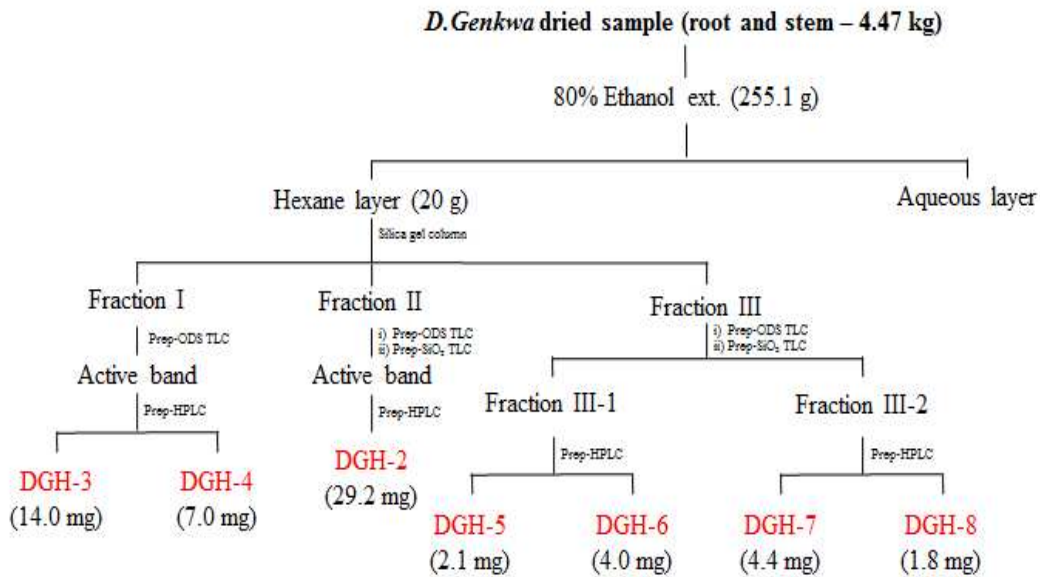 D.Genkwa dried sample (root and stem – 4.47 kg)
80% Ethanol ext. (255.1 g)
Hexane layer (20 g)
Aqueous layer
Silica gel column
Fraction I
Fraction II
Fraction III
Prep-ODS TLC
i) Prep-ODS TLC
ii) Prep-SiO₂ TLC
i) Prep-ODS TLC
ii) Prep-SiO₂ TLC
Active band
Active band
Fraction III-1
Fraction III-2
Prep-HPLC
Prep-HPLC
Prep-HPLC
Prep-HPLC
DGH-3
(14.0 mg)
DGH-4
(7.0 mg)
DGH-2
(29.2 mg)
DGH-5
(2.1 mg)
DGH-6
(4.0 mg)
DGH-7
(4.4 mg)
DGH-8
(1.8 mg)